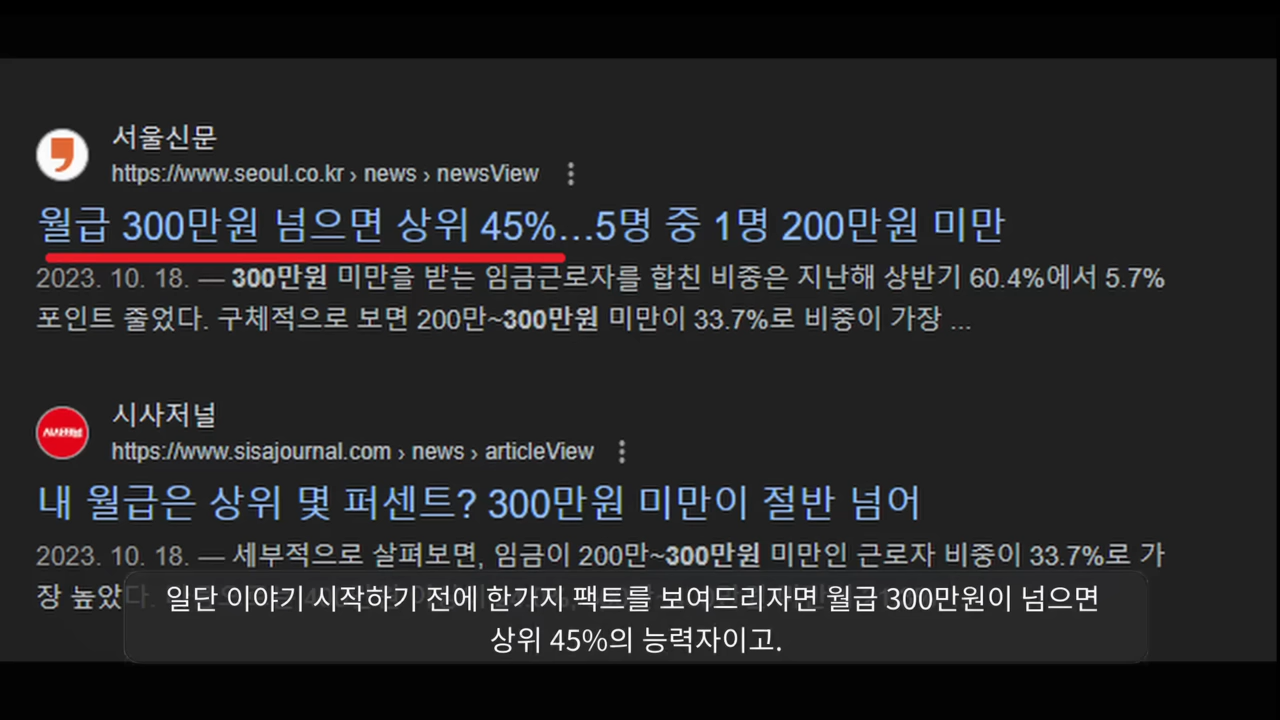 서울신문
https://www.seoul.co.kr › news › newsView
월급 300만원 넘으면 상위 45%...5명 중 1명 200만원 미만
2023. 10. 18. — 300만원 미만을 받는 임금근로자를 합친 비중은 지난해 상반기 60.4%에서 5.7%
포인트 줄었다. 구체적으로 보면 200만~300만원 미만이 33.7%로 비중이 가장 ...
시사저널
시사저널
https://www.sisajournal.com › news › articleView
내 월급은 상위 몇 퍼센트? 300만원 미만이 절반 넘어
2023. 10. 18. — 세부적으로 살펴보면, 임금이 200만~300만원 미만인 근로자 비중이 33.7%로 가
장 높았다.
일단 이야기 시작하기 전에 한가지 팩트를 보여드리자면 월급 300만원이 넘으면
상위 45%의 능력자이고.